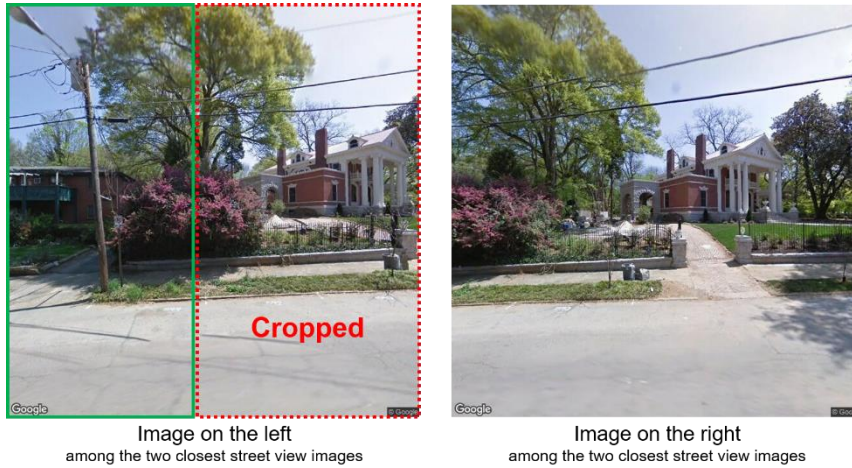 Cropped
Google
© Google
Google
© Google
Image on the left
among the two closest street view images
Image on the right
among the two closest street view images